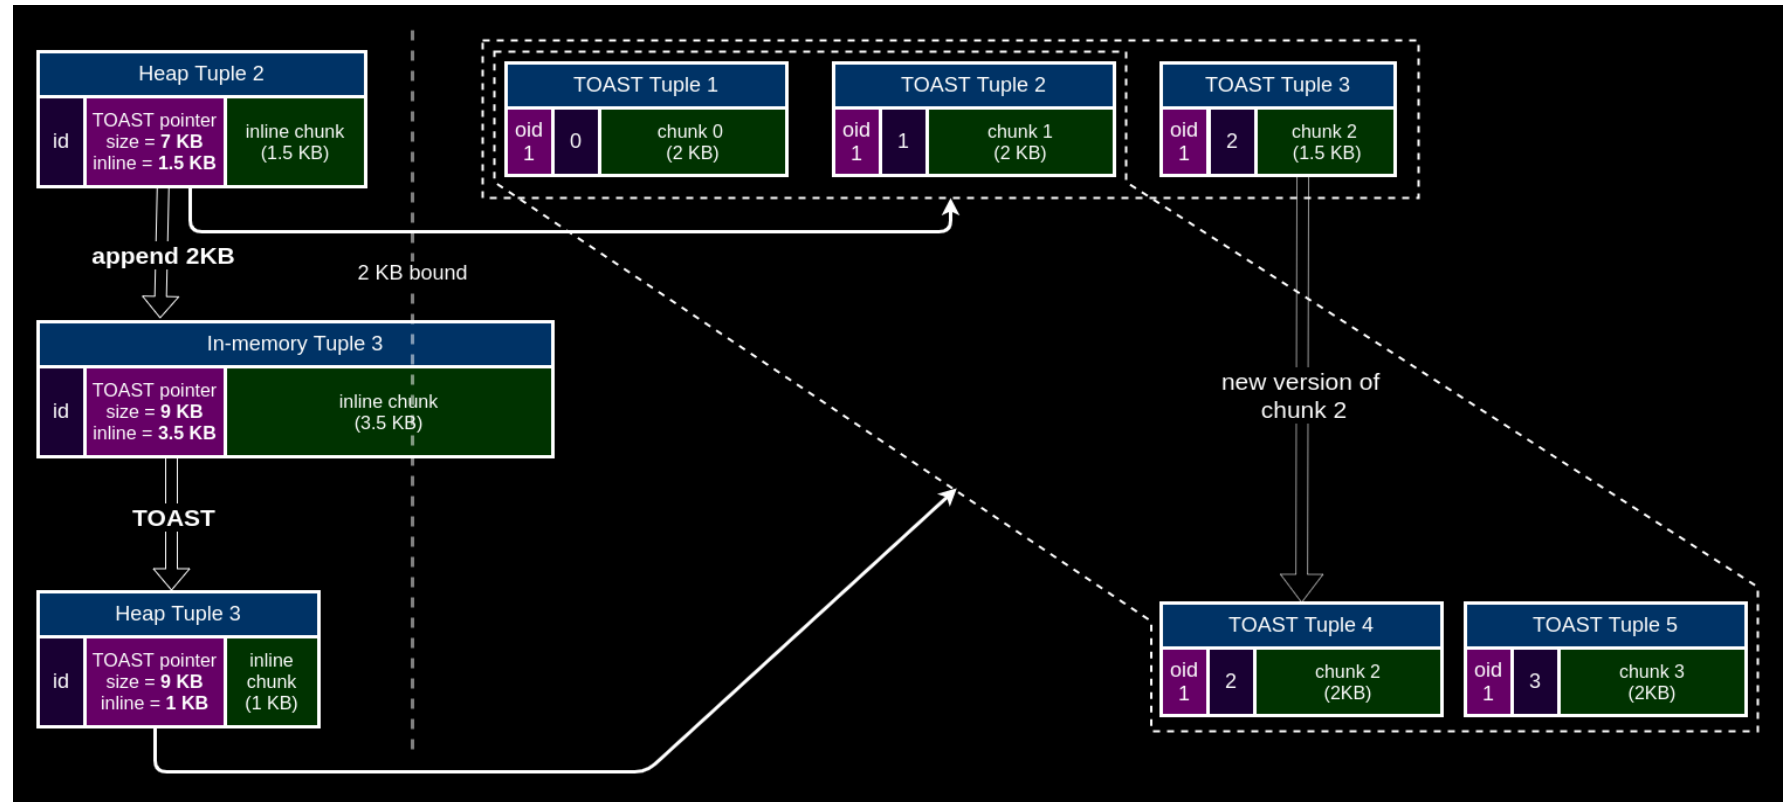 Heap Tuple 2
id
TOAST pointer
size = 7 KB
inline = 1.5 KB
inline chunk
(1.5 KB)
TOAST Tuple 1
oid
1
0
chunk 0
(2 KB)
TOAST Tuple 2
oid
1
1
chunk 1
(2 KB)
TOAST Tuple 3
oid
1
2
chunk 2
(1.5 KB)
append 2KB
2 KB bound
In-memory Tuple 3
id
TOAST pointer
size = 9 KB
inline = 3.5 KB
inline chunk
(3.5 KB)
new version of
chunk 2
TOAST
Heap Tuple 3
id
TOAST pointer
size = 9 KB
inline = 1 KB
inline
chunk
(1 KB)
TOAST Tuple 4
oid
1
2
chunk 2
(2KB)
TOAST Tuple 5
oid
1
3
chunk 3
(2KB)